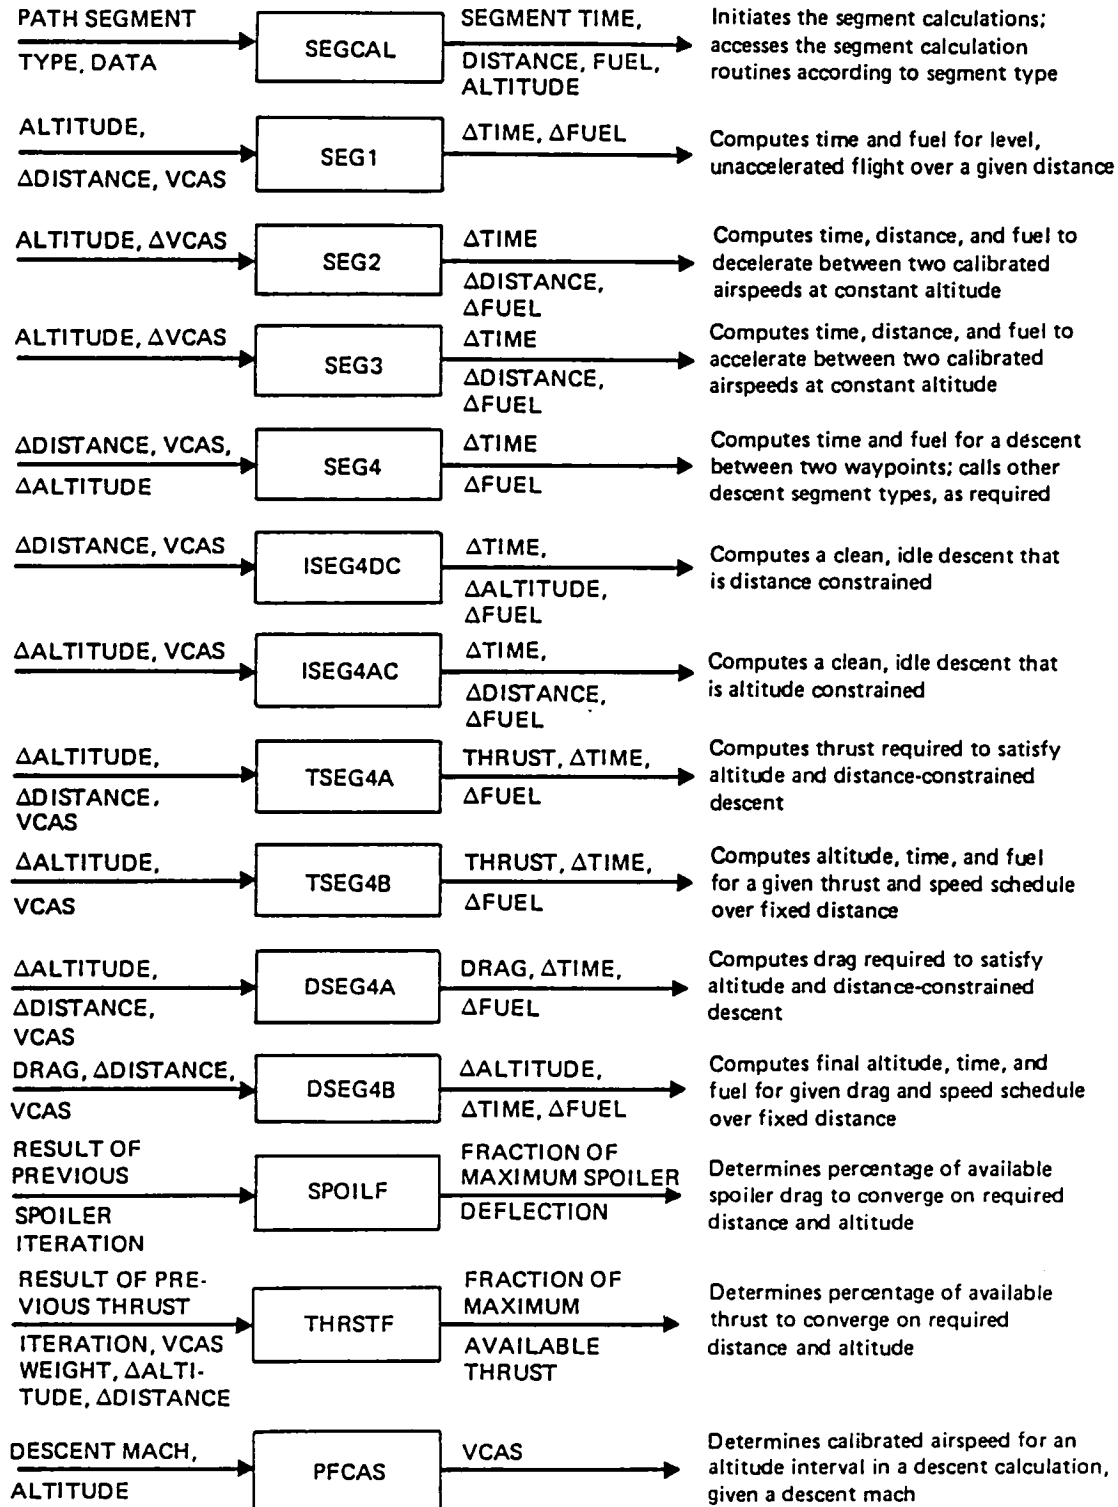 PATH SEGMENT
TYPE, DATA
SEGCAL
SEGMENT TIME,
DISTANCE, FUEL,
ALTITUDE
Initiates the segment calculations;
accesses the segment calculation
routines according to segment type
ALTITUDE,
ΔDISTANCE, VCAS
SEG1
ΔTIME, ΔFUEL
Computes time and fuel for level,
unaccelerated flight over a given distance
ALTITUDE, ΔVCAS
SEG2
ΔTIME
ΔDISTANCE,
ΔFUEL
Computes time, distance, and fuel to
decelerate between two calibrated
airspeeds at constant altitude
ALTITUDE, ΔVCAS
SEG3
ΔTIME
ΔDISTANCE,
ΔFUEL
Computes time, distance, and fuel to
accelerate between two calibrated
airspeeds at constant altitude
ΔDISTANCE, VCAS,
ΔALTITUDE
SEG4
ΔTIME
ΔFUEL
Computes time and fuel for a descent
between two waypoints; calls other
descent segment types, as required
ΔDISTANCE, VCAS
ISEG4DC
ΔTIME,
ΔALTITUDE,
ΔFUEL
Computes a clean, idle descent that
is distance constrained
ΔALTITUDE, VCAS
ISEG4AC
ΔTIME,
ΔDISTANCE,
ΔFUEL
Computes a clean, idle descent that
is altitude constrained
ΔALTITUDE,
ΔDISTANCE,
VCAS
TSEG4A
THRUST, ΔTIME,
ΔFUEL
Computes thrust required to satisfy
altitude and distance-constrained
descent
ΔALTITUDE,
VCAS
TSEG4B
THRUST, ΔTIME,
ΔFUEL
Computes altitude, time, and fuel
for a given thrust and speed schedule
over fixed distance
ΔALTITUDE,
ΔDISTANCE,
VCAS
DSEG4A
DRAG, ΔTIME,
ΔFUEL
Computes drag required to satisfy
altitude and distance-constrained
descent
DRAG, ΔDISTANCE,
VCAS
DSEG4B
ΔALTITUDE,
ΔTIME, ΔFUEL
Computes final altitude, time, and
fuel for given drag and speed schedule
over fixed distance
RESULT OF
PREVIOUS
SPOILER
ITERATION
SPOILF
FRACTION OF
MAXIMUM SPOILER
DEFLECTION
Determines percentage of available
spoiler drag to converge on required
distance and altitude
RESULT OF PRE-
VIOUS THRUST
ITERATION, VCAS
WEIGHT, ΔALTI-
TUDE, ΔDISTANCE
THRSTF
FRACTION OF
MAXIMUM
AVAILABLE
THRUST
Determines percentage of available
thrust to converge on required
distance and altitude
DESCENT MACH,
ALTITUDE
PFCAS
VCAS
Determines calibrated airspeed for an
altitude interval in a descent calculation,
given a descent mach